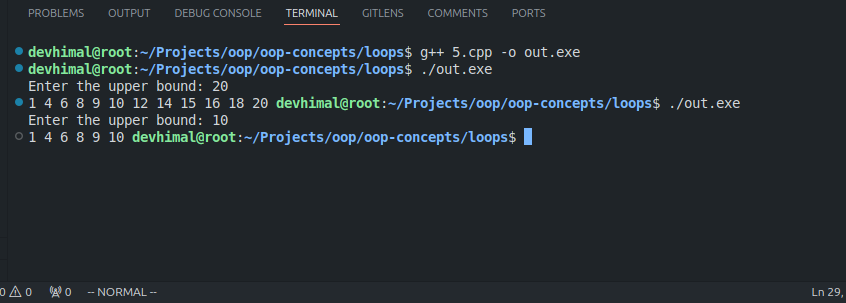 PROBLEMS OUTPUT DEBUG CONSOLE TERMINAL GITLENS COMMENTS PORTS
devhimal@root:~/Projects/oop/oop-concepts/loops$ g++ 5.cpp -o out.exe
devhimal@root:~/Projects/oop/oop-concepts/loops$ ./out.exe
Enter the upper bound: 20
1 4 6 8 9 10 12 14 15 16 18 20 devhimal@root:~/Projects/oop/oop-concepts/loops$ ./out.exe
Enter the upper bound: 10
1 4 6 8 9 10 devhimal@root:~/Projects/oop/oop-concepts/loops$
0 0 0 -- NORMAL -- Ln 29,